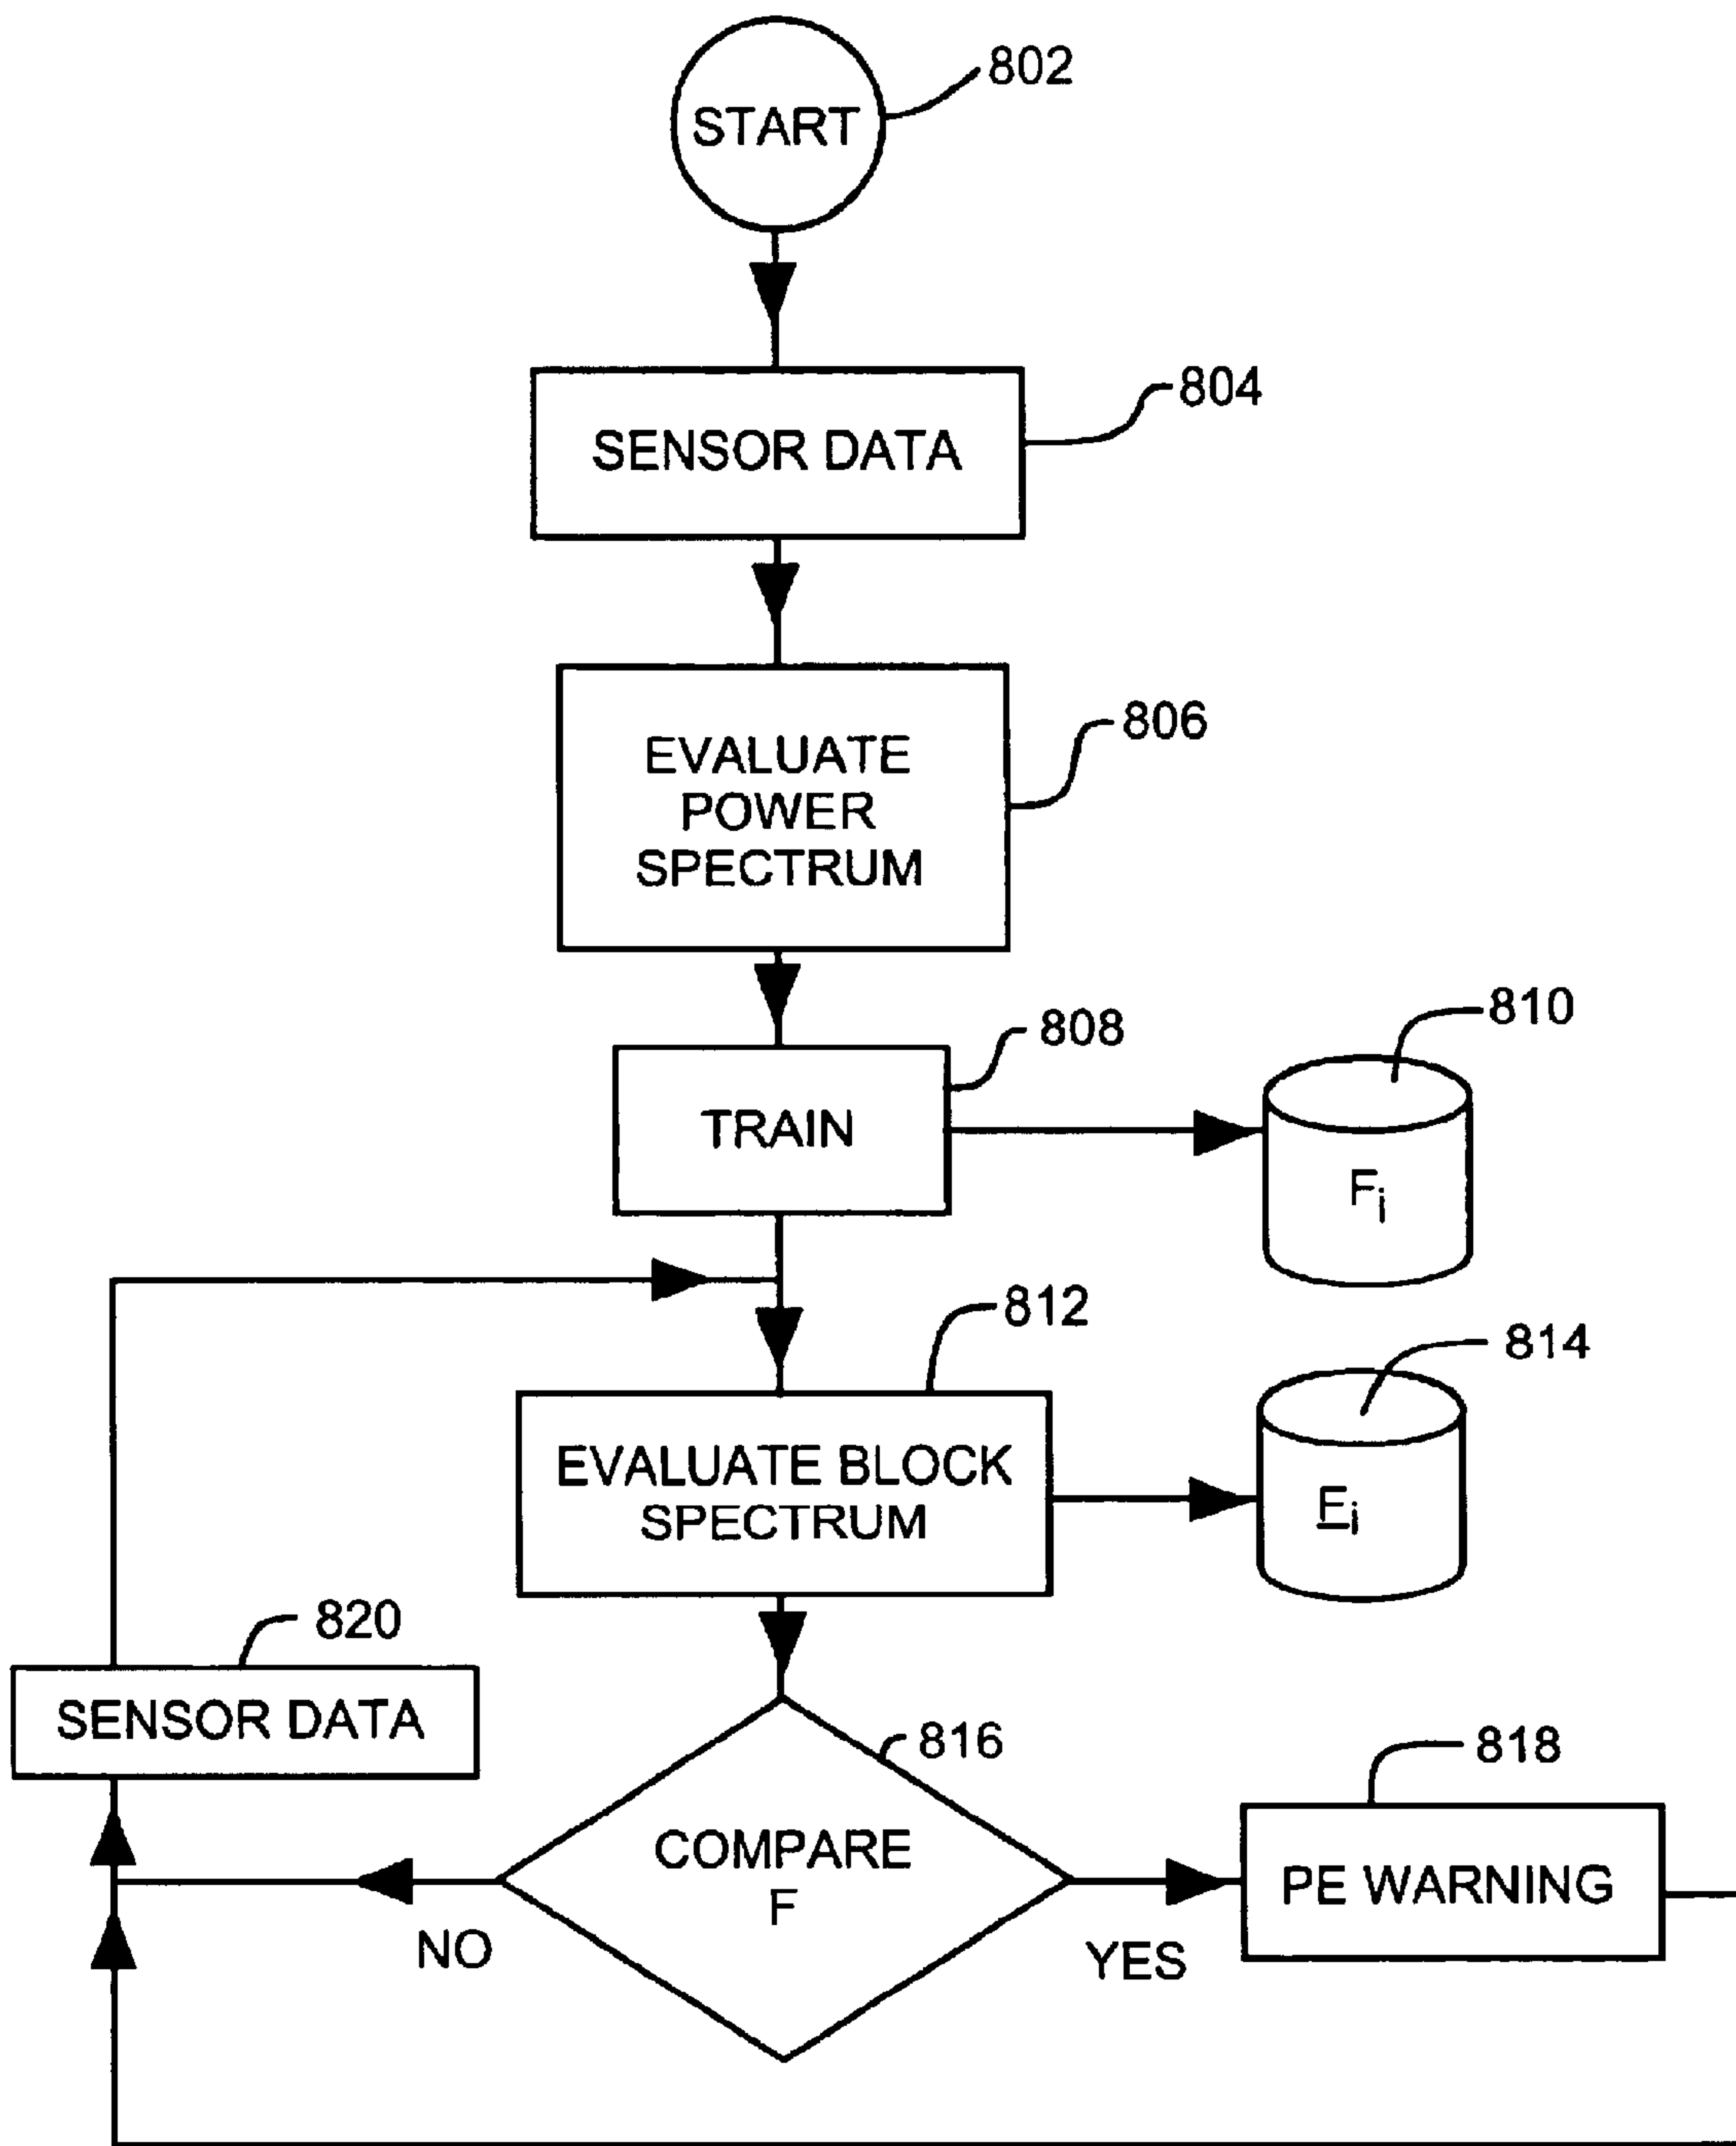 802
START
804
SENSOR DATA
806
EVALUATE
POWER
SPECTRUM
808
TRAIN
810
Fi
812
EVALUATE BLOCK
SPECTRUM
814
Fi
820
SENSOR DATA
816
COMPARE
F
818
PE WARNING
NO
YES